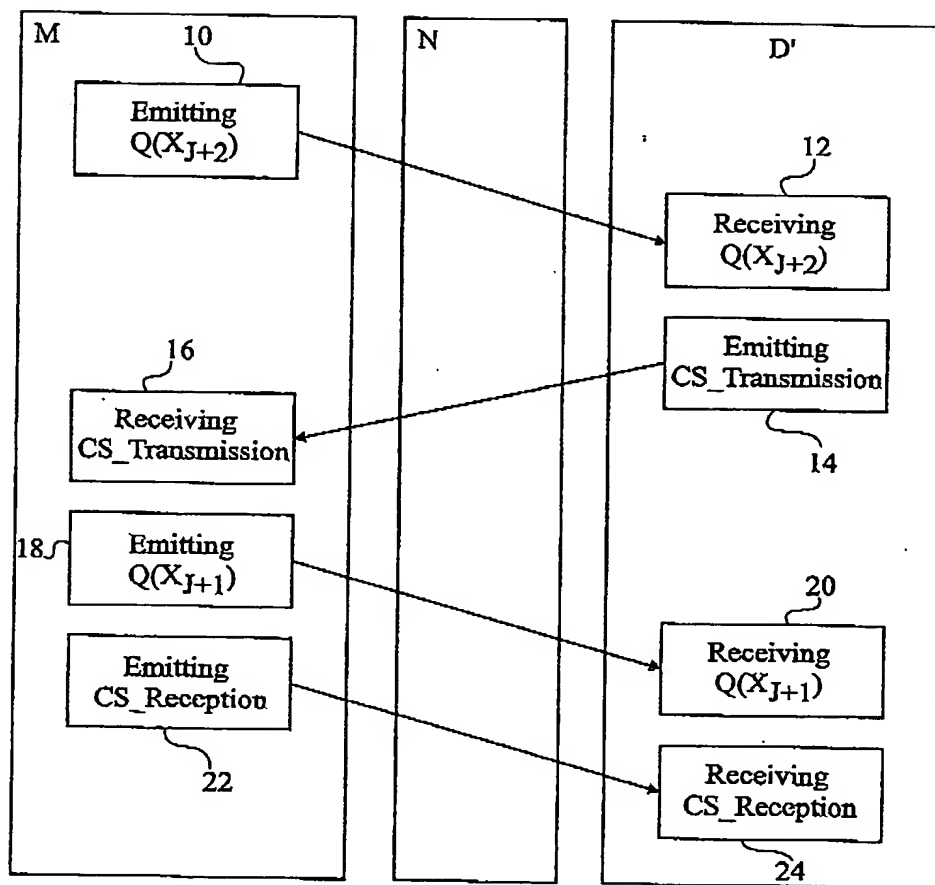 M
N
D'
10
Emitting
Q(X_{J+2})
12
Receiving
Q(X_{J+2})
16
Emitting
CS_Transmission
Receiving
CS_Transmission
14
18
Emitting
Q(X_{J+1})
20
Receiving
Q(X_{J+1})
Emitting
CS_Reception
22
Receiving
CS_Reception
24